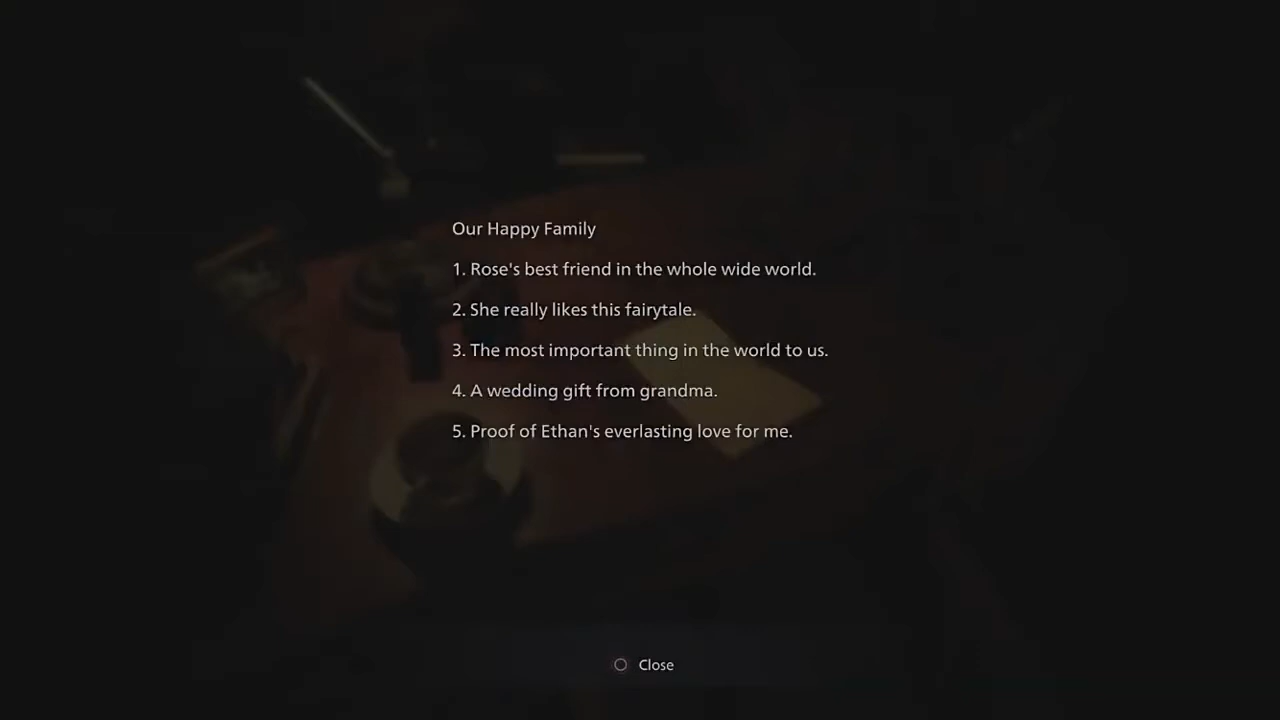 Our Happy Family
1. Rose's best friend in the whole wide world.
2. She really likes this fairytale.
3. The most important thing in the world to us.
4. A wedding gift from grandma.
5. Proof of Ethan's everlasting love for me.
Close